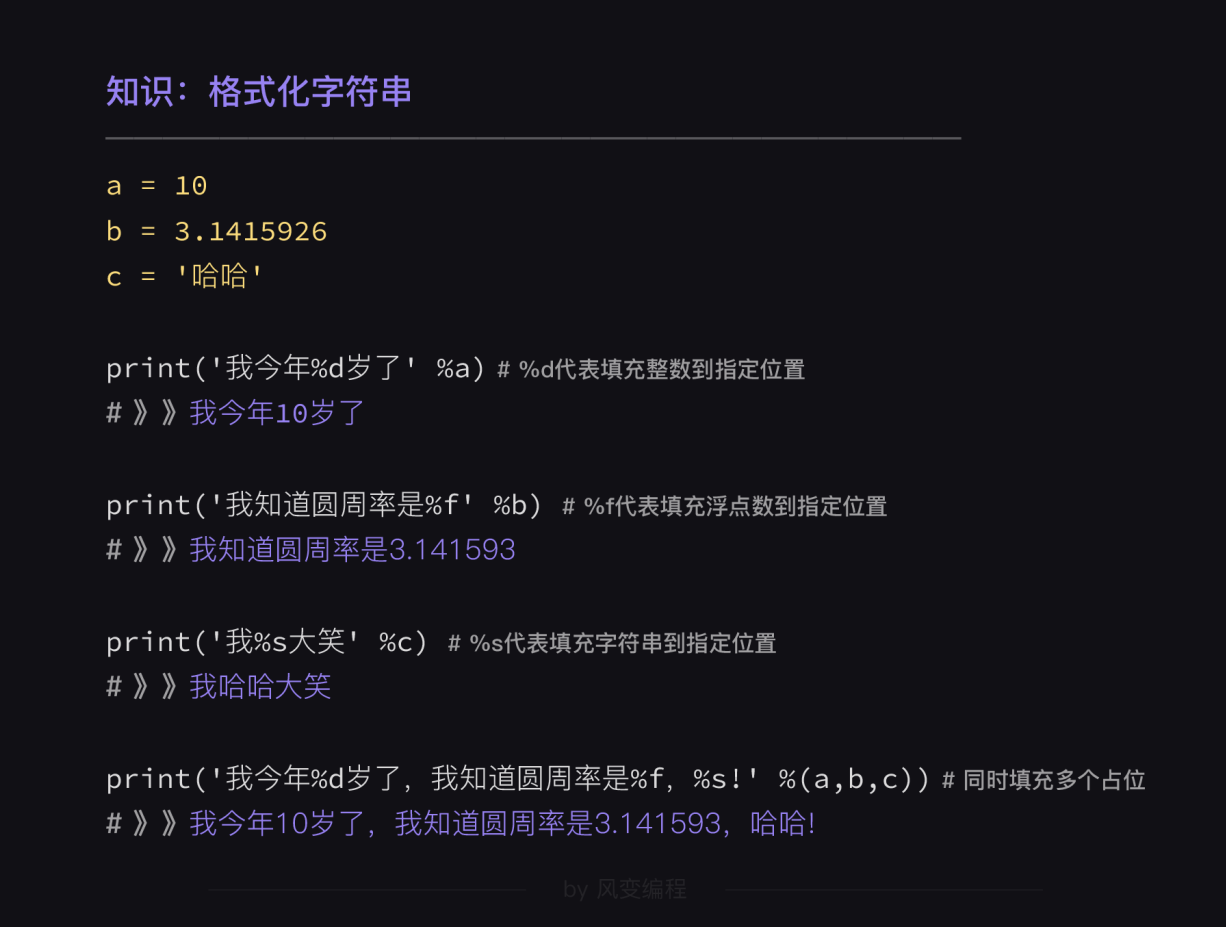 知识：格式化字符串
a = 10
b = 3.1415926
c = '哈哈'
print('我今年%d岁了' %a) # %d代表填充整数到指定位置
# 》》我今年10岁了
print('我知道圆周率是%f' %b) # %f代表填充浮点数到指定位置
# 》》我知道圆周率是3.141593
print('我%s大笑' %c) # %s代表填充字符串到指定位置
# 》》我哈哈大笑
print('我今年%d岁了，我知道圆周率是%f，%s!' %(a,b,c)) # 同时填充多个占位
# 》》我今年10岁了，我知道圆周率是3.141593，哈哈!
by 风变编程